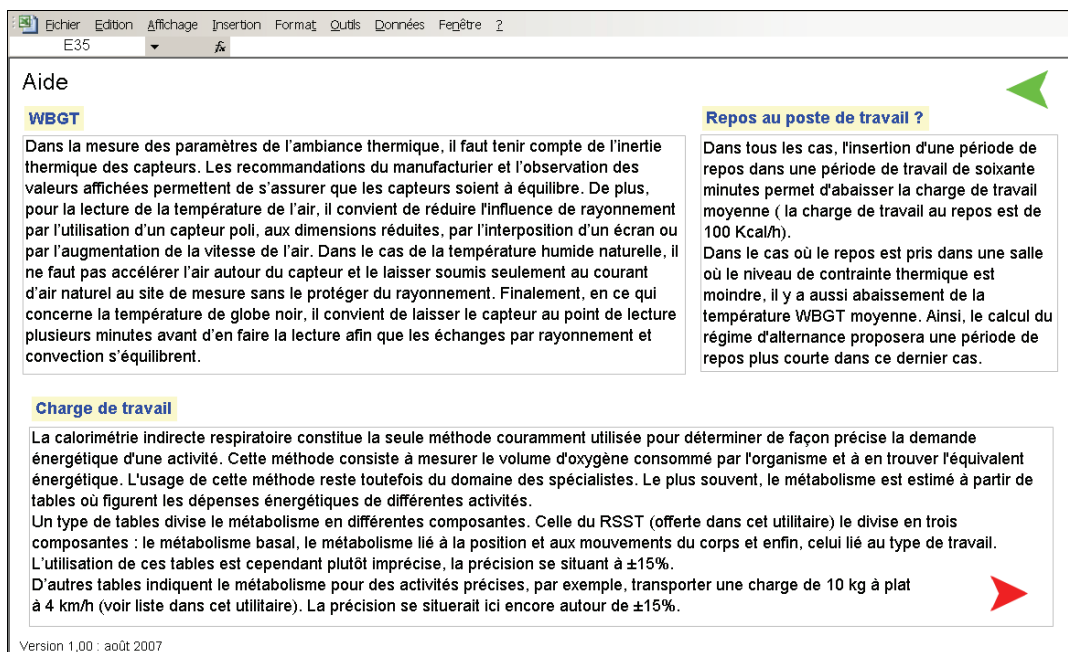 Fichier Edition Affichage Insertion Format Outils Données Fenêtre ?
E35 fx
Aide
WBGT
Dans la mesure des paramètres de l'ambiance thermique, il faut tenir compte de l'inertie
thermique des capteurs. Les recommandations du manufacturier et l'observation des
valeurs affichées permettent de s'assurer que les capteurs soient à équilibre. De plus,
pour la lecture de la température de l'air, il convient de réduire l'influence de rayonnement
par l'utilisation d'un capteur poli, aux dimensions réduites, par l'interposition d'un écran ou
par l'augmentation de la vitesse de l'air. Dans le cas de la température humide naturelle, il
ne faut pas accélérer l'air autour du capteur et le laisser soumis seulement au courant
d'air naturel au site de mesure sans le protéger du rayonnement. Finalement, en ce qui
concerne la température de globe noir, il convient de laisser le capteur au point de lecture
plusieurs minutes avant d'en faire la lecture afin que les échanges par rayonnement et
convection s'équilibrent.
Repos au poste de travail ?
Dans tous les cas, l'insertion d'une période de
repos dans une période de travail de soixante
minutes permet d'abaisser la charge de travail
moyenne ( la charge de travail au repos est de
100 Kcal/h).
Dans le cas où le repos est pris dans une salle
où le niveau de contrainte thermique est
moindre, il y a aussi abaissement de la
température WBGT moyenne. Ainsi, le calcul du
régime d'alternance proposera une période de
repos plus courte dans ce dernier cas.
Charge de travail
La calorimétrie indirecte respiratoire constitue la seule méthode couramment utilisée pour déterminer de façon précise la demande
énergétique d'une activité. Cette méthode consiste à mesurer le volume d'oxygène consommé par l'organisme et à en trouver l'équivalent
énergétique. L'usage de cette méthode reste toutefois du domaine des spécialistes. Le plus souvent, le métabolisme est estimé à partir de
tables où figurent les dépenses énergétiques de différentes activités.
Un type de tables divise le métabolisme en différentes composantes. Celle du RSST (offerte dans cet utilitaire) le divise en trois
composantes : le métabolisme basal, le métabolisme lié à la position et aux mouvements du corps et enfin, celui lié au type de travail.
L'utilisation de ces tables est cependant plutôt imprécise, la précision se situant à ±15%.
D'autres tables indiquent le métabolisme pour des activités précises, par exemple, transporter une charge de 10 kg à plat
à 4 km/h (voir liste dans cet utilitaire). La précision se situerait ici encore autour de ±15%.
Version 1,00 : août 2007